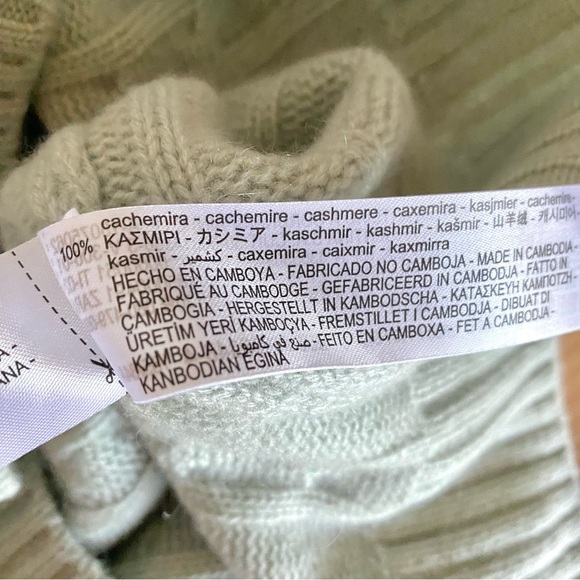 100%
cachemira - cachemire - cashmere - caxemira - kasjmier - cachemire -
ΚΑΣΜΙΡΙ - カシミア - kaschmir - kashmir - kašmir - 山羊绒 - 캐시미어 -
kasmir - كشمير - caxemira - caixmir - kaxmirra
HECHO EN CAMBOYA - FABRICADO NO CAMBOJA - MADE IN CAMBODIA -
FABRIQUÉ AU CAMBODGE - GEFABRICEERD IN CAMBODJA - FATTO IN
CAMBOGIA - HERGESTELLT IN KAMBODSCHA - ΚΑΤΑΣΚΕΥΗ ΚΑΜΠΟΤΖΗ -
ÜRETİM YERİ KAMBOÇYA - FREMSTILLET I CAMBODJA - DIBUAT DI
KAMBOJA - صنع في كامبوديا - FEITO EN CAMBOXA - FET A CAMBODJA -
KANBODIAN EGINA